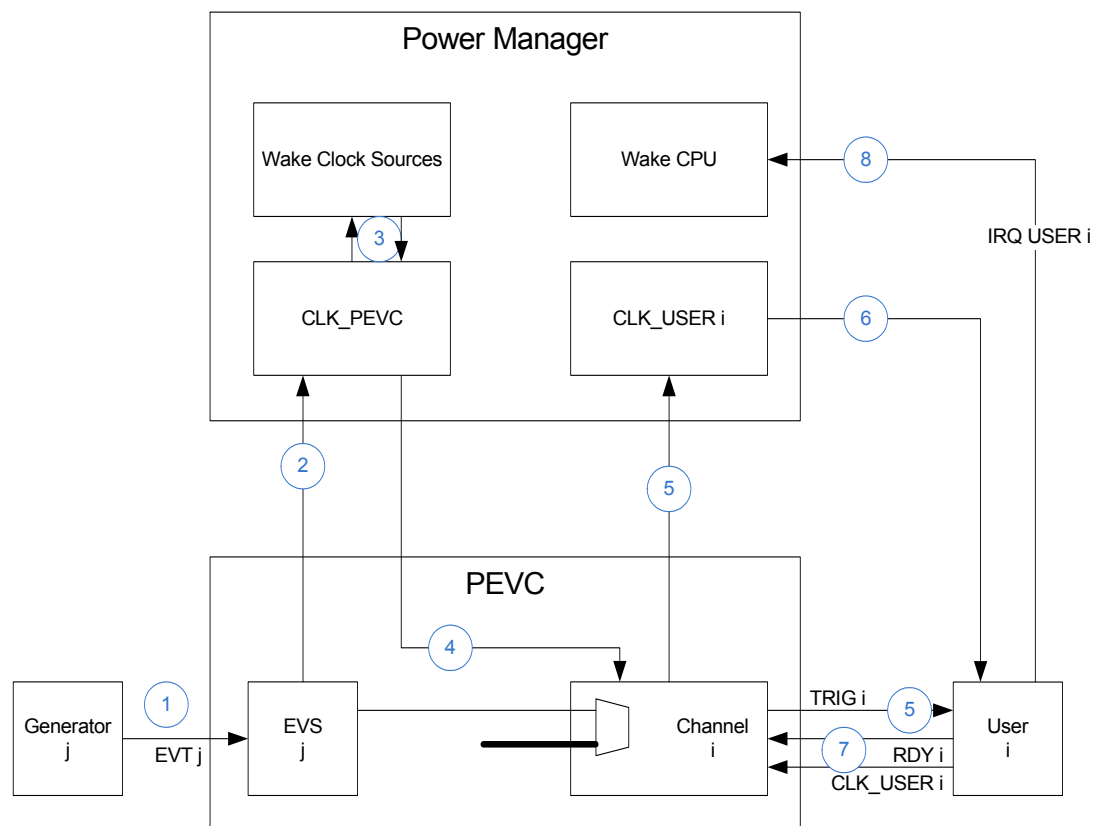 Power Manager
Wake Clock Sources
Wake CPU
8
3
IRQ USER i
CLK_PEVC
CLK_USER i
6
2
5
PEVC
4
1
TRIG i
5
Generator
j
EVS
j
Channel
i
User
i
EVT j
7
RDY i
CLK_USER i